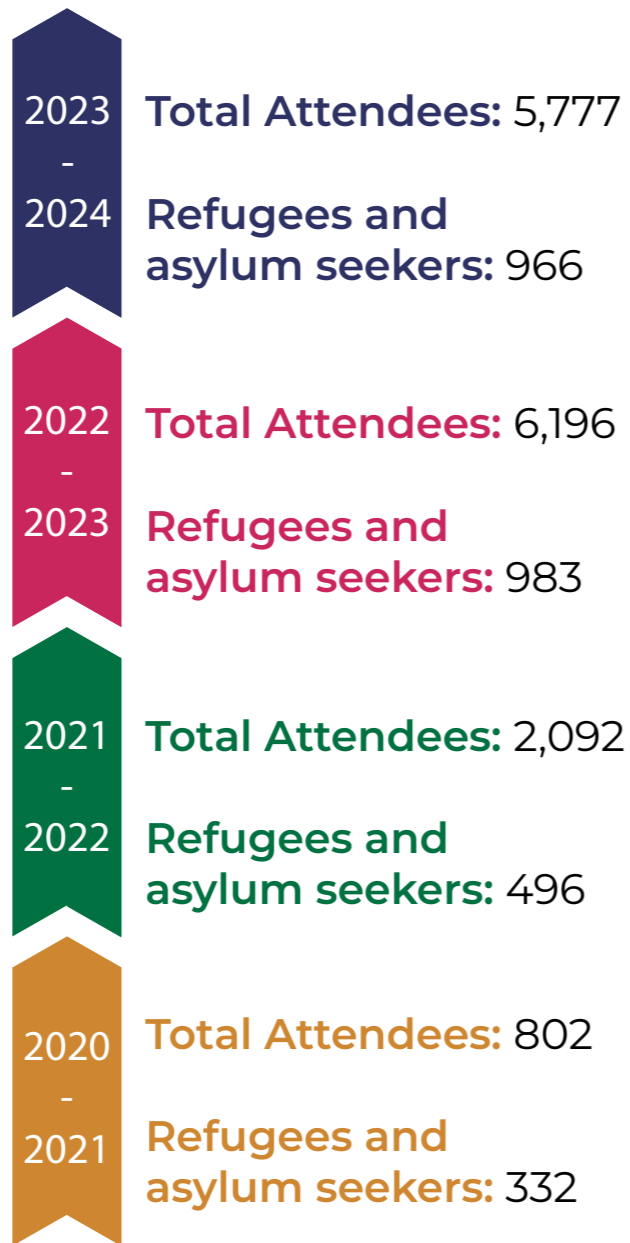 2023
-
2024
Total Attendees: 5,777
Refugees and
asylum seekers: 966
2022
-
2023
Total Attendees: 6,196
Refugees and
asylum seekers: 983
2021
-
2022
Total Attendees: 2,092
Refugees and
asylum seekers: 496
2020
-
2021
Total Attendees: 802
Refugees and
asylum seekers: 332